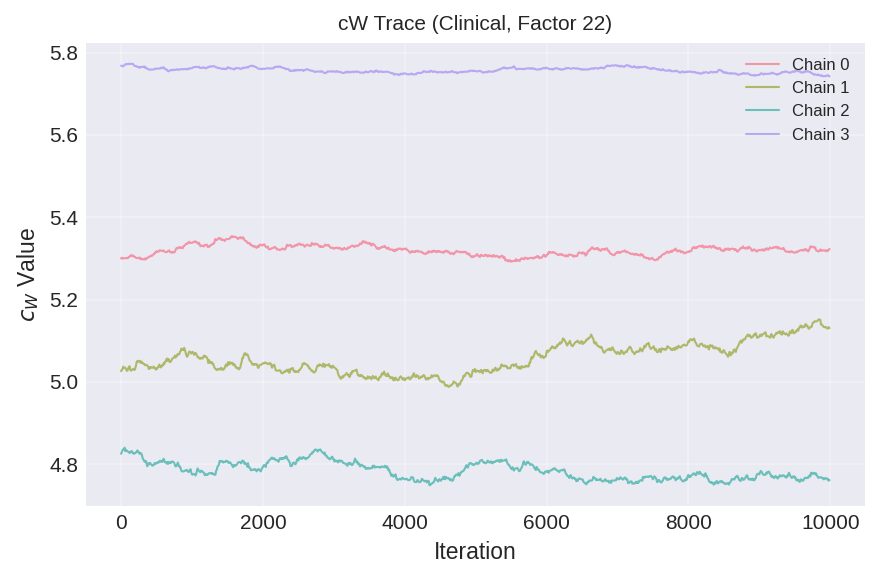 cW Trace (Clinical, Factor 22)
Chain 0
Chain 1
Chain 2
Chain 3
5.8
5.6
5.4
5.2
5.0
4.8
c_W Value
0 2000 4000 6000 8000 10000
Iteration